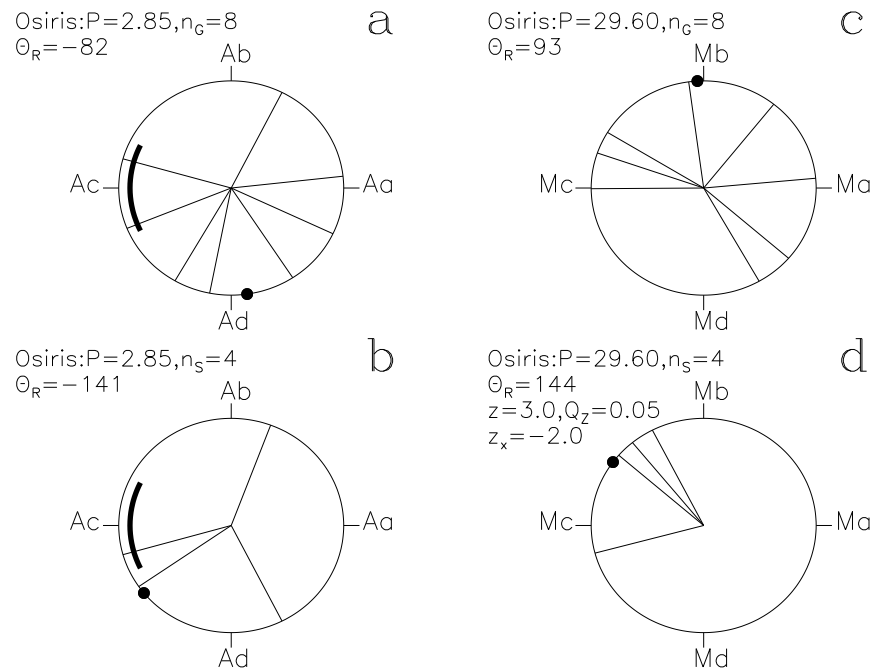 Osiris:P=2.85,n_G=8
a
Θ_R=−82
Ab
Ac
Aa
Ad
Osiris:P=29.60,n_G=8
c
Θ_R=93
Mb
Mc
Ma
Md
Osiris:P=2.85,n_S=4
b
Θ_R=−141
Ab
Ac
Aa
Ad
Osiris:P=29.60,n_S=4
d
Θ_R=144
Mb
z=3.0,Q_Z=0.05
z_x=−2.0
Mc
Ma
Md